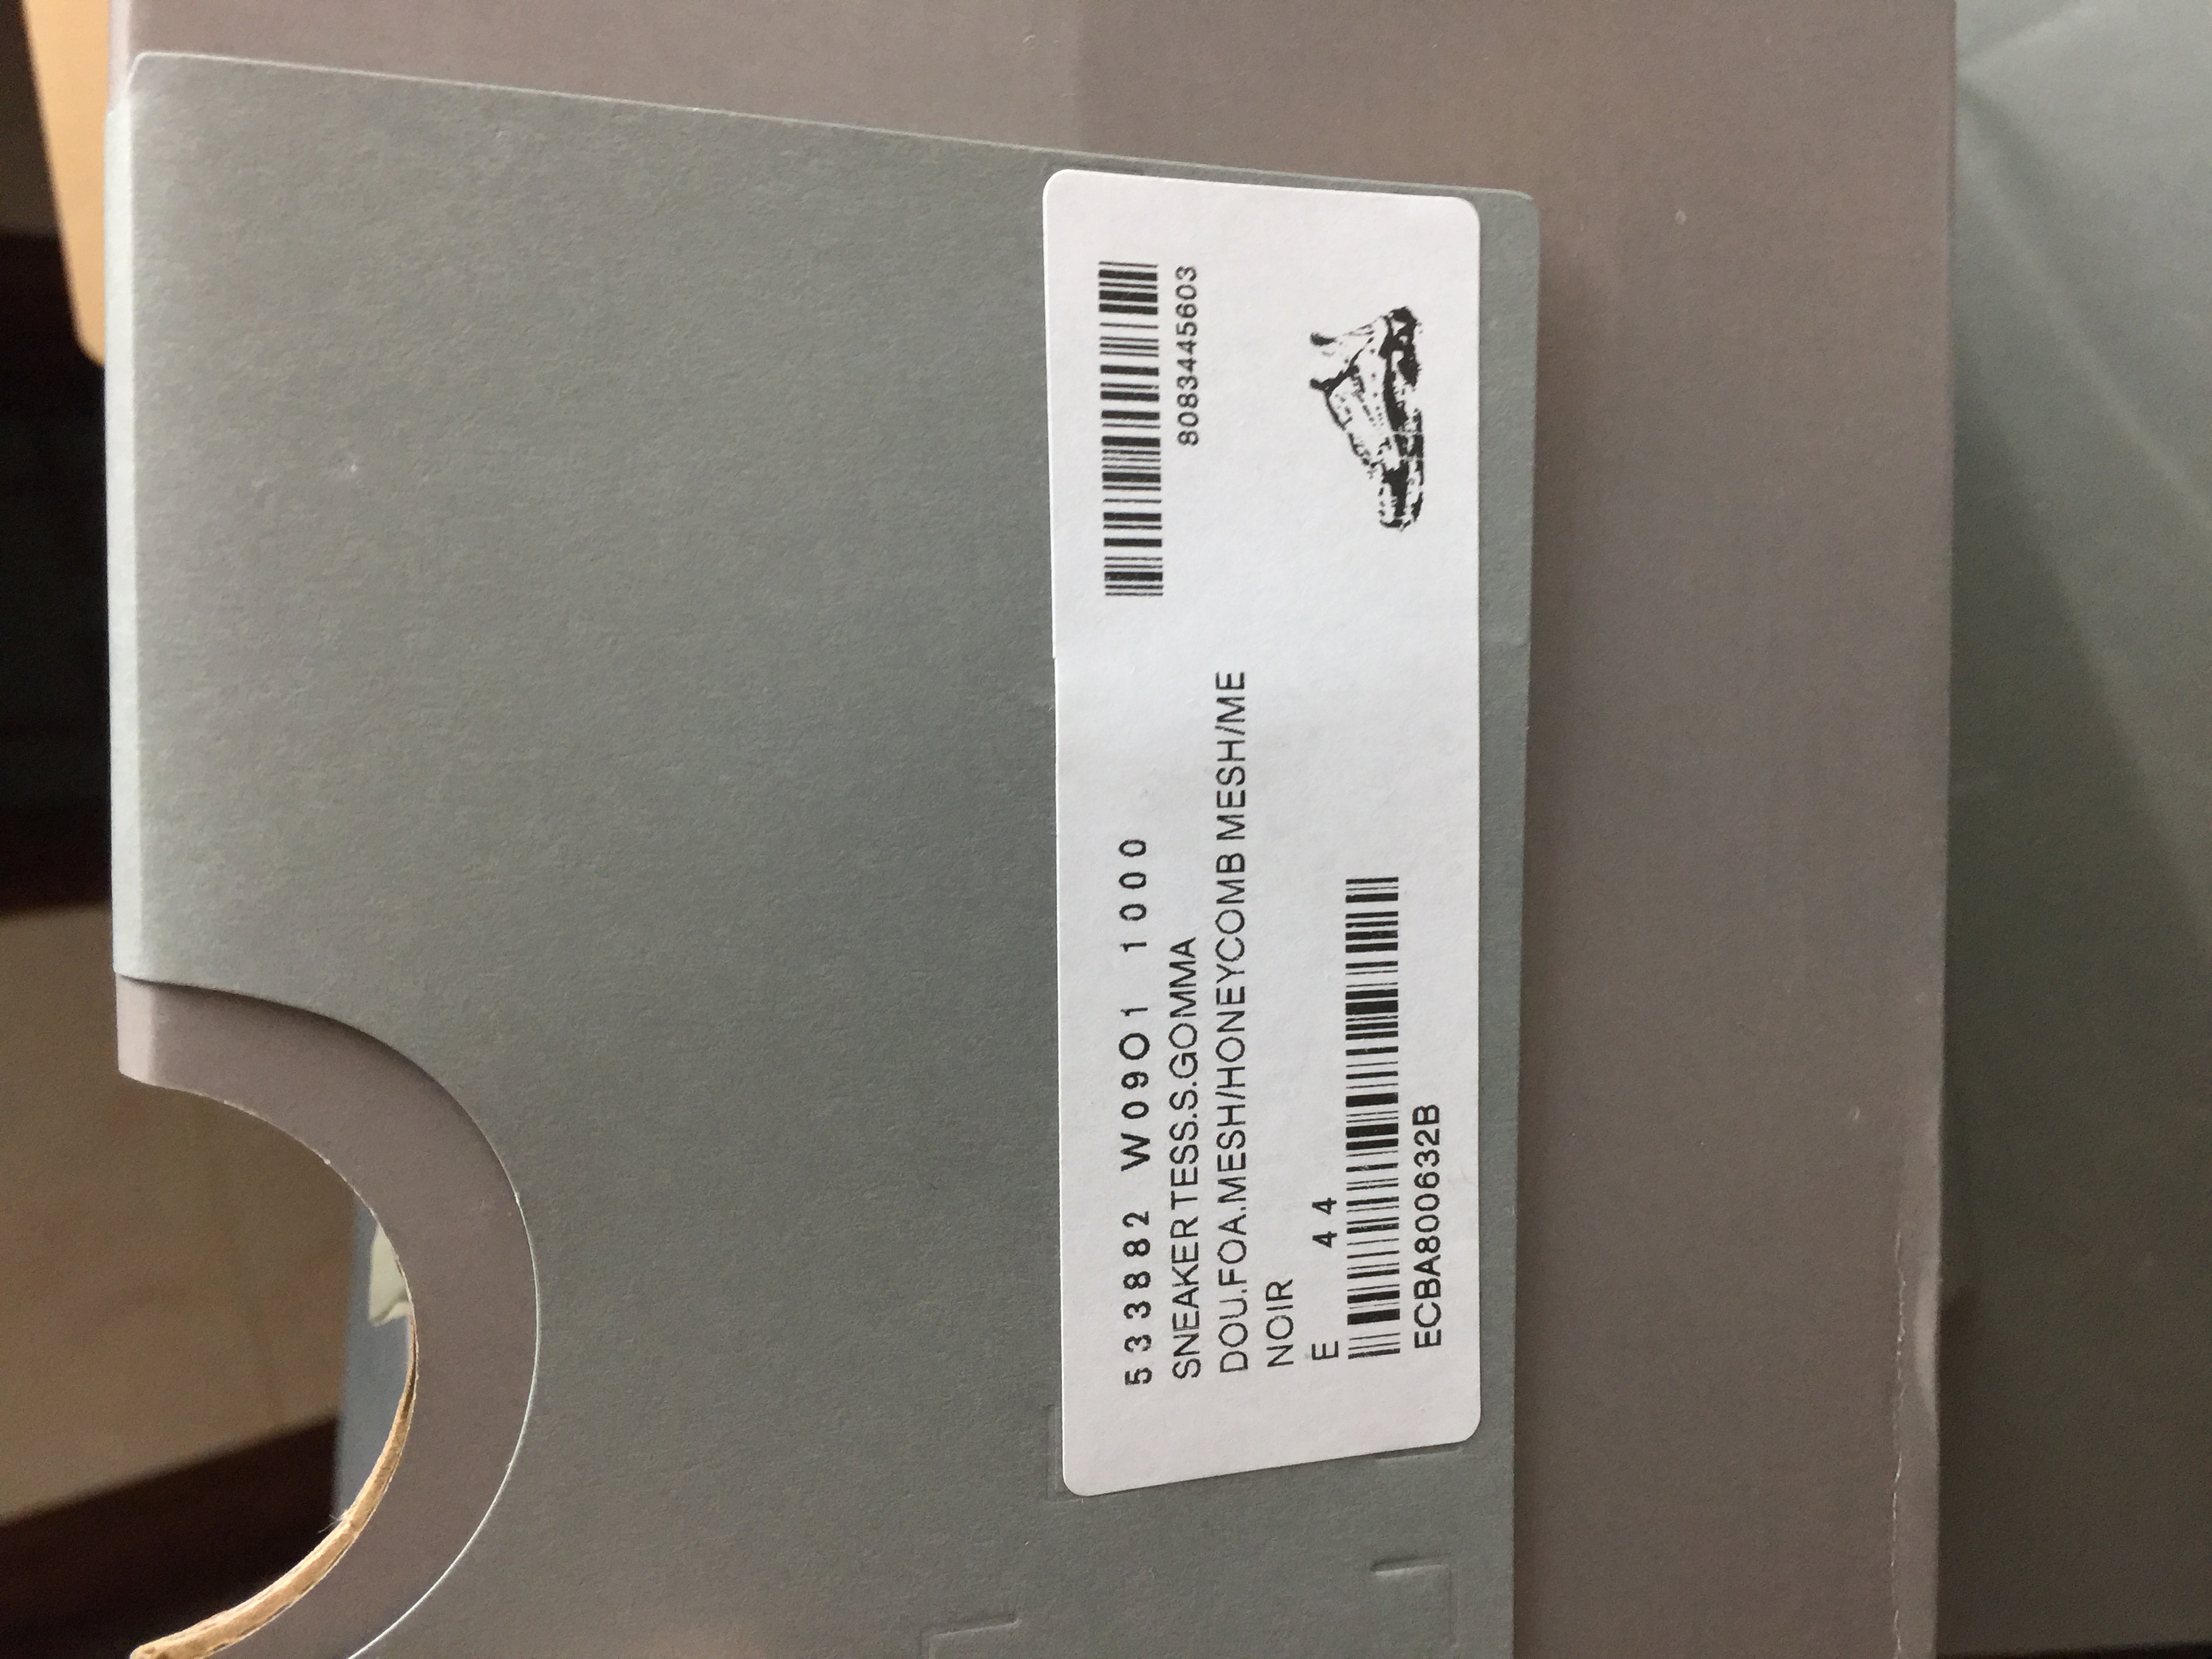 533882 W09O1 1000
SNEAKER TESS.S.GOMMA
DOU.FOA.MESH/HONEYCOMB MESH/ME
NOIR
E 44
ECBA800632B
8083445603